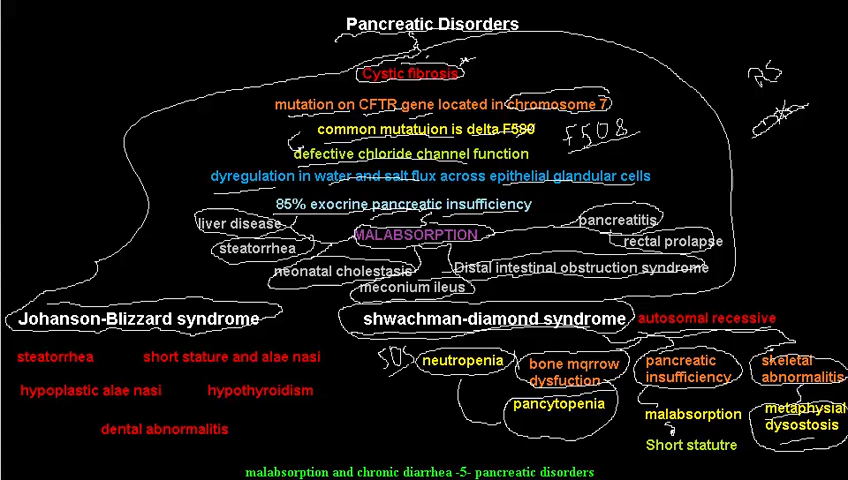 Pancreatic Disorders
Cystic fibrosis
mutation on CFTR gene located in chromosome 7
common mutatuion is delta F580
F508
defective chloride channel function
dyregulation in water and salt flux across epithelial glandular cells
85% exocrine pancreatic insufficiency
liver disease
pancreatitis
steatorrhea
MALABSORPTION
rectal prolapse
neonatal cholestasis
Distal intestinal obstruction syndrome
meconium ileus
Johanson-Blizzard syndrome
shwachman-diamond syndrome
autosomal recessive
steatorrhea
short stature and alae nasi
hypoplastic alae nasi
hypothyroidism
dental abnormalitis
SDS
neutropenia
bone mqrrow
dysfuction
pancytopenia
pancreatic
insufficiency
malabsorption
Short statutre
skeletal
abnormalitis
metaphysial
dysostosis
malabsorption and chronic diarrhea -5- pancreatic disorders